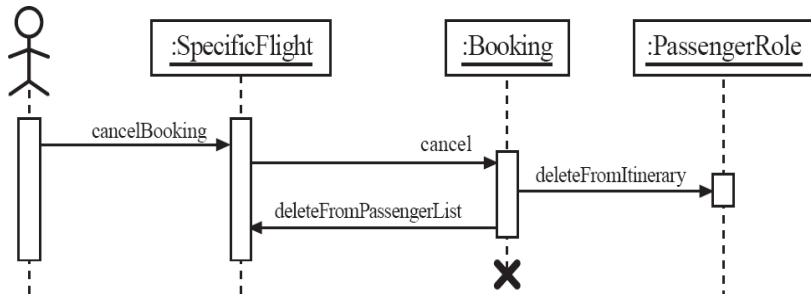 :SpecificFlight
:Booking
:PassengerRole
cancelBooking
cancel
deleteFromItinerary
deleteFromPassengerList